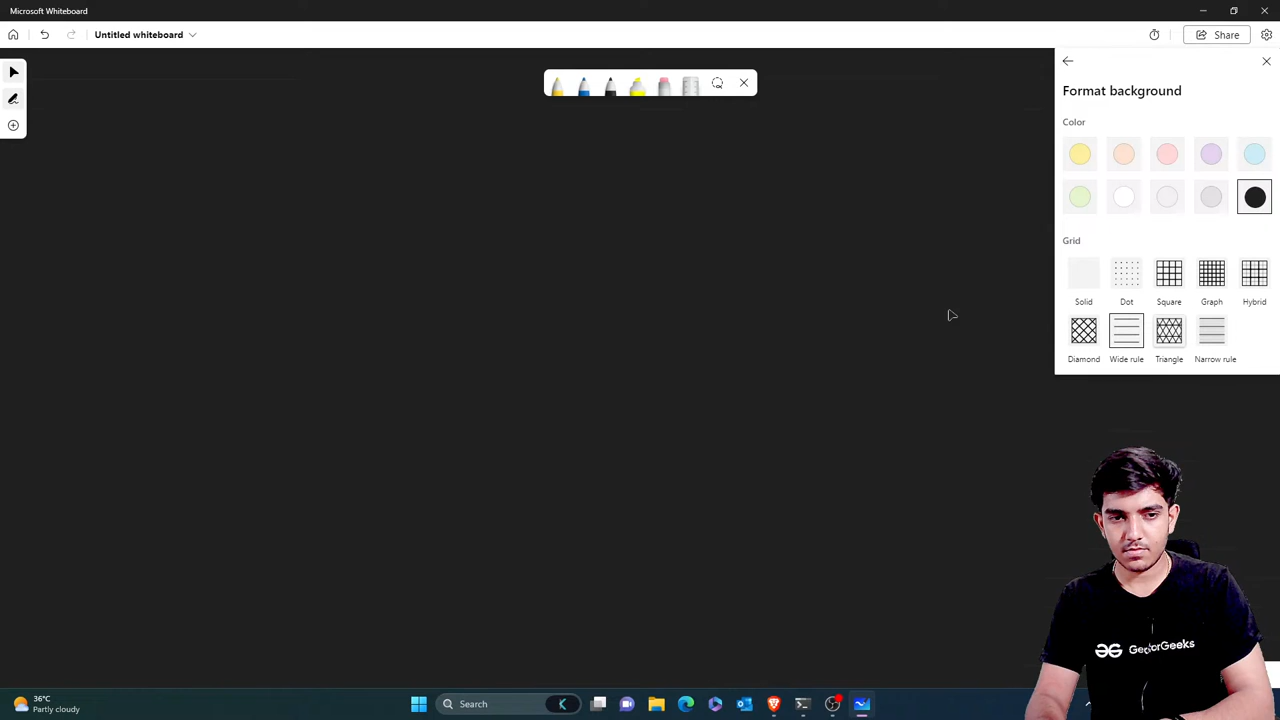 Microsoft Whiteboard
Untitled whiteboard
Share
Format background
Color
Grid
Solid Dot Square Graph Hybrid
Diamond Wide rule Triangle Narrow rule
GeeksforGeeks
36°C
Partly cloudy
Search